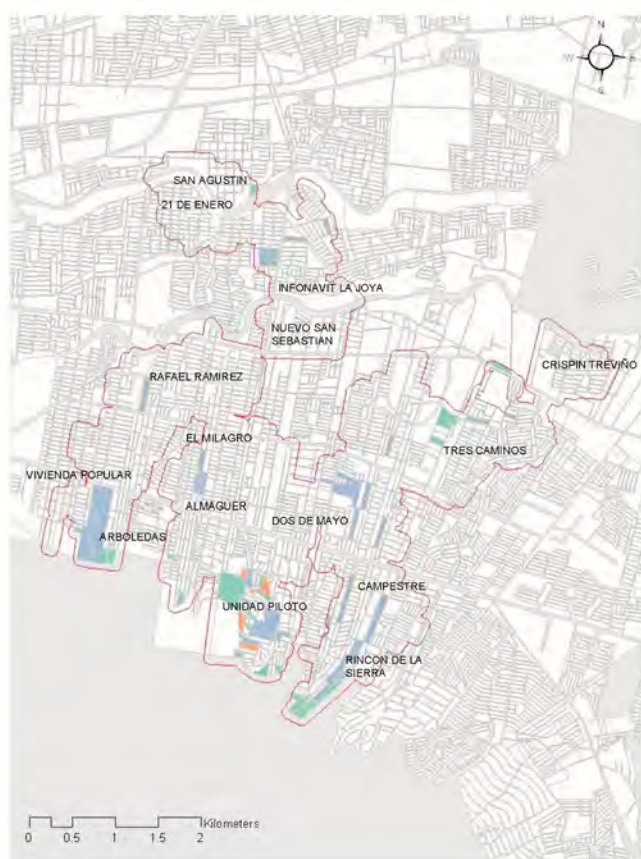 N
W
E
S
SAN AGUSTIN
21 DE ENERO
INFONAVIT LA JOYA
NUEVO SAN
SEBASTIAN
CRISPIN TREVIÑO
RAFAEL RAMIREZ
TRES CAMINOS
EL MILAGRO
VIVIENDA POPULAR
ALMAGUER
DOS DE MAYO
ARBOLEDAS
CAMPESTRE
UNIDAD PILOTO
RINCON DE LA
SIERRA
Kilometers
0 0.5 1 1.5 2